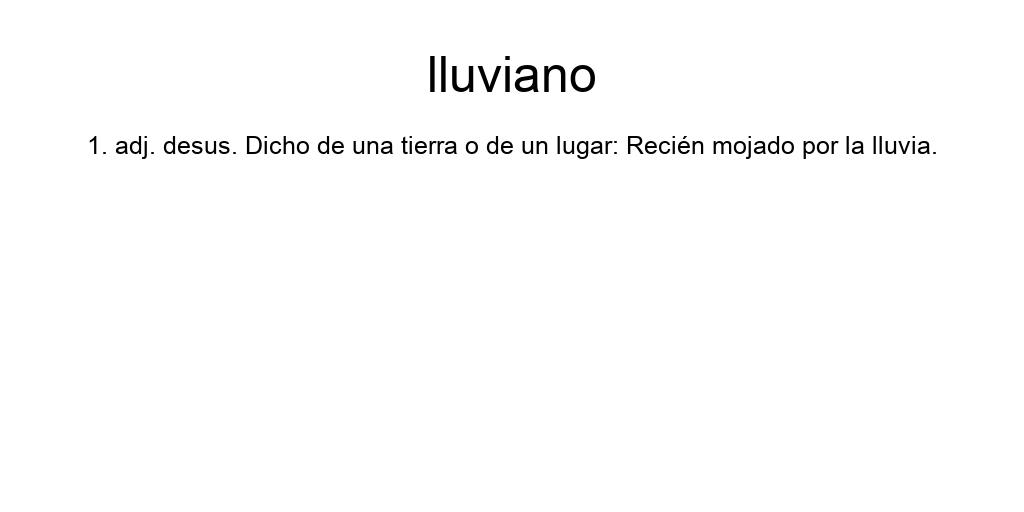 lluviano
1. adj. desus. Dicho de una tierra o de un lugar: Recién mojado por la lluvia.